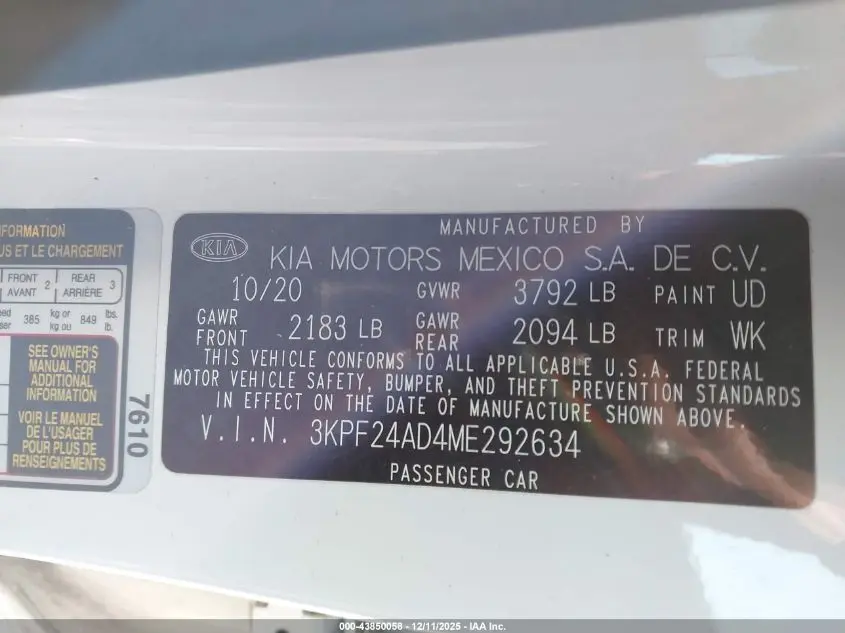 FORMATION
US ET LE CHARGEMENT
FRONT 2 REAR 3
AVANT ARRIÈRE
385 kg or 849 lbs.
kg ou lb.
SEE OWNER'S
MANUAL FOR
ADDITIONAL
INFORMATION
VOIR LE MANUEL
DE L'USAGER
POUR PLUS DE
RENSEIGNEMENTS
7610
MANUFACTURED BY
KIA KIA MOTORS MEXICO S.A. DE C.V.
10/20 GVWR 3792 LB PAINT UD
GAWR FRONT 2183 LB GAWR REAR 2094 LB TRIM WK
THIS VEHICLE CONFORMS TO ALL APPLICABLE U.S.A. FEDERAL
MOTOR VEHICLE SAFETY, BUMPER, AND THEFT PREVENTION STANDARDS
IN EFFECT ON THE DATE OF MANUFACTURE SHOWN ABOVE.
V.I.N. 3KPF24AD4ME292634
PASSENGER CAR
000-43850058 - 12/11/2025 - IAA Inc.